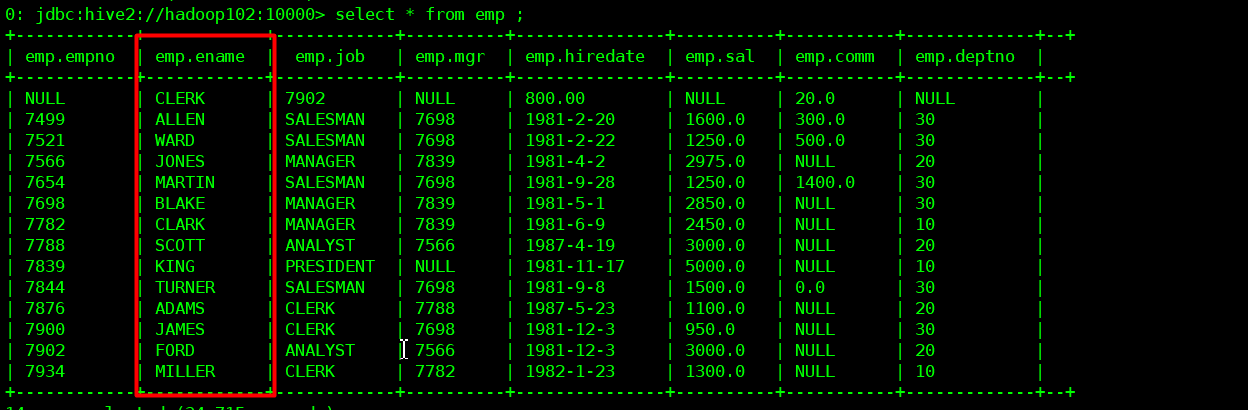 0: jdbc:hive2://hadoop102:10000> select * from emp ;
+------------+------------+------------+----------+---------------+----------+-----------+-------------+--+
| emp.empno | emp.ename | emp.job | emp.mgr | emp.hiredate | emp.sal | emp.comm | emp.deptno |
+------------+------------+------------+----------+---------------+----------+-----------+-------------+--+
| NULL | CLERK | 7902 | NULL | 800.00 | NULL | 20.0 | NULL |
| 7499 | ALLEN | SALESMAN | 7698 | 1981-2-20 | 1600.0 | 300.0 | 30 |
| 7521 | WARD | SALESMAN | 7698 | 1981-2-22 | 1250.0 | 500.0 | 30 |
| 7566 | JONES | MANAGER | 7839 | 1981-4-2 | 2975.0 | NULL | 20 |
| 7654 | MARTIN | SALESMAN | 7698 | 1981-9-28 | 1250.0 | 1400.0 | 30 |
| 7698 | BLAKE | MANAGER | 7839 | 1981-5-1 | 2850.0 | NULL | 30 |
| 7782 | CLARK | MANAGER | 7839 | 1981-6-9 | 2450.0 | NULL | 10 |
| 7788 | SCOTT | ANALYST | 7566 | 1987-4-19 | 3000.0 | NULL | 20 |
| 7839 | KING | PRESIDENT | NULL | 1981-11-17 | 5000.0 | NULL | 10 |
| 7844 | TURNER | SALESMAN | 7698 | 1981-9-8 | 1500.0 | 0.0 | 30 |
| 7876 | ADAMS | CLERK | 7788 | 1987-5-23 | 1100.0 | NULL | 20 |
| 7900 | JAMES | CLERK | 7698 | 1981-12-3 | 950.0 | NULL | 30 |
| 7902 | FORD | ANALYST | 7566 | 1981-12-3 | 3000.0 | NULL | 20 |
| 7934 | MILLER | CLERK | 7782 | 1982-1-23 | 1300.0 | NULL | 10 |
+------------+------------+------------+----------+---------------+----------+-----------+-------------+--+